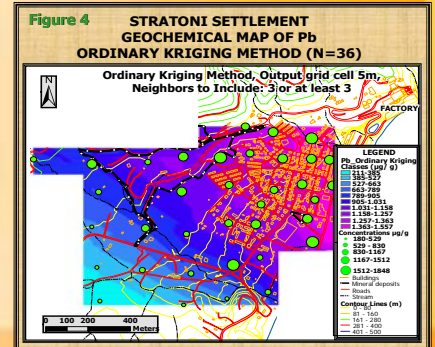 Figure 4
STRATONI SETTLEMENT
GEOCHEMICAL MAP OF Pb
ORDINARY KRIGING METHOD (N=36)
Ordinary Kriging Method, Output grid cell 5m,
Neighbors to Include: 3 or at least 3
N
FACTORY
LEGEND
Pb_Ordinary Kriging
Classes (µg/ g)
211-385
385-527
527-663
663-789
789-905
905-1.031
1.031-1.158
1.158-1.257
1.257-1.363
1.363-1.557
Concentrations µg/g
180-529
529 - 830
830-1167
1167-1512
1512-1848
Buildings
Mineral deposits
Roads
Stream
Contour Lines (m)
0 - 80
81 - 160
161 - 280
281 - 400
401 - 500
0 100 200 400
Meters